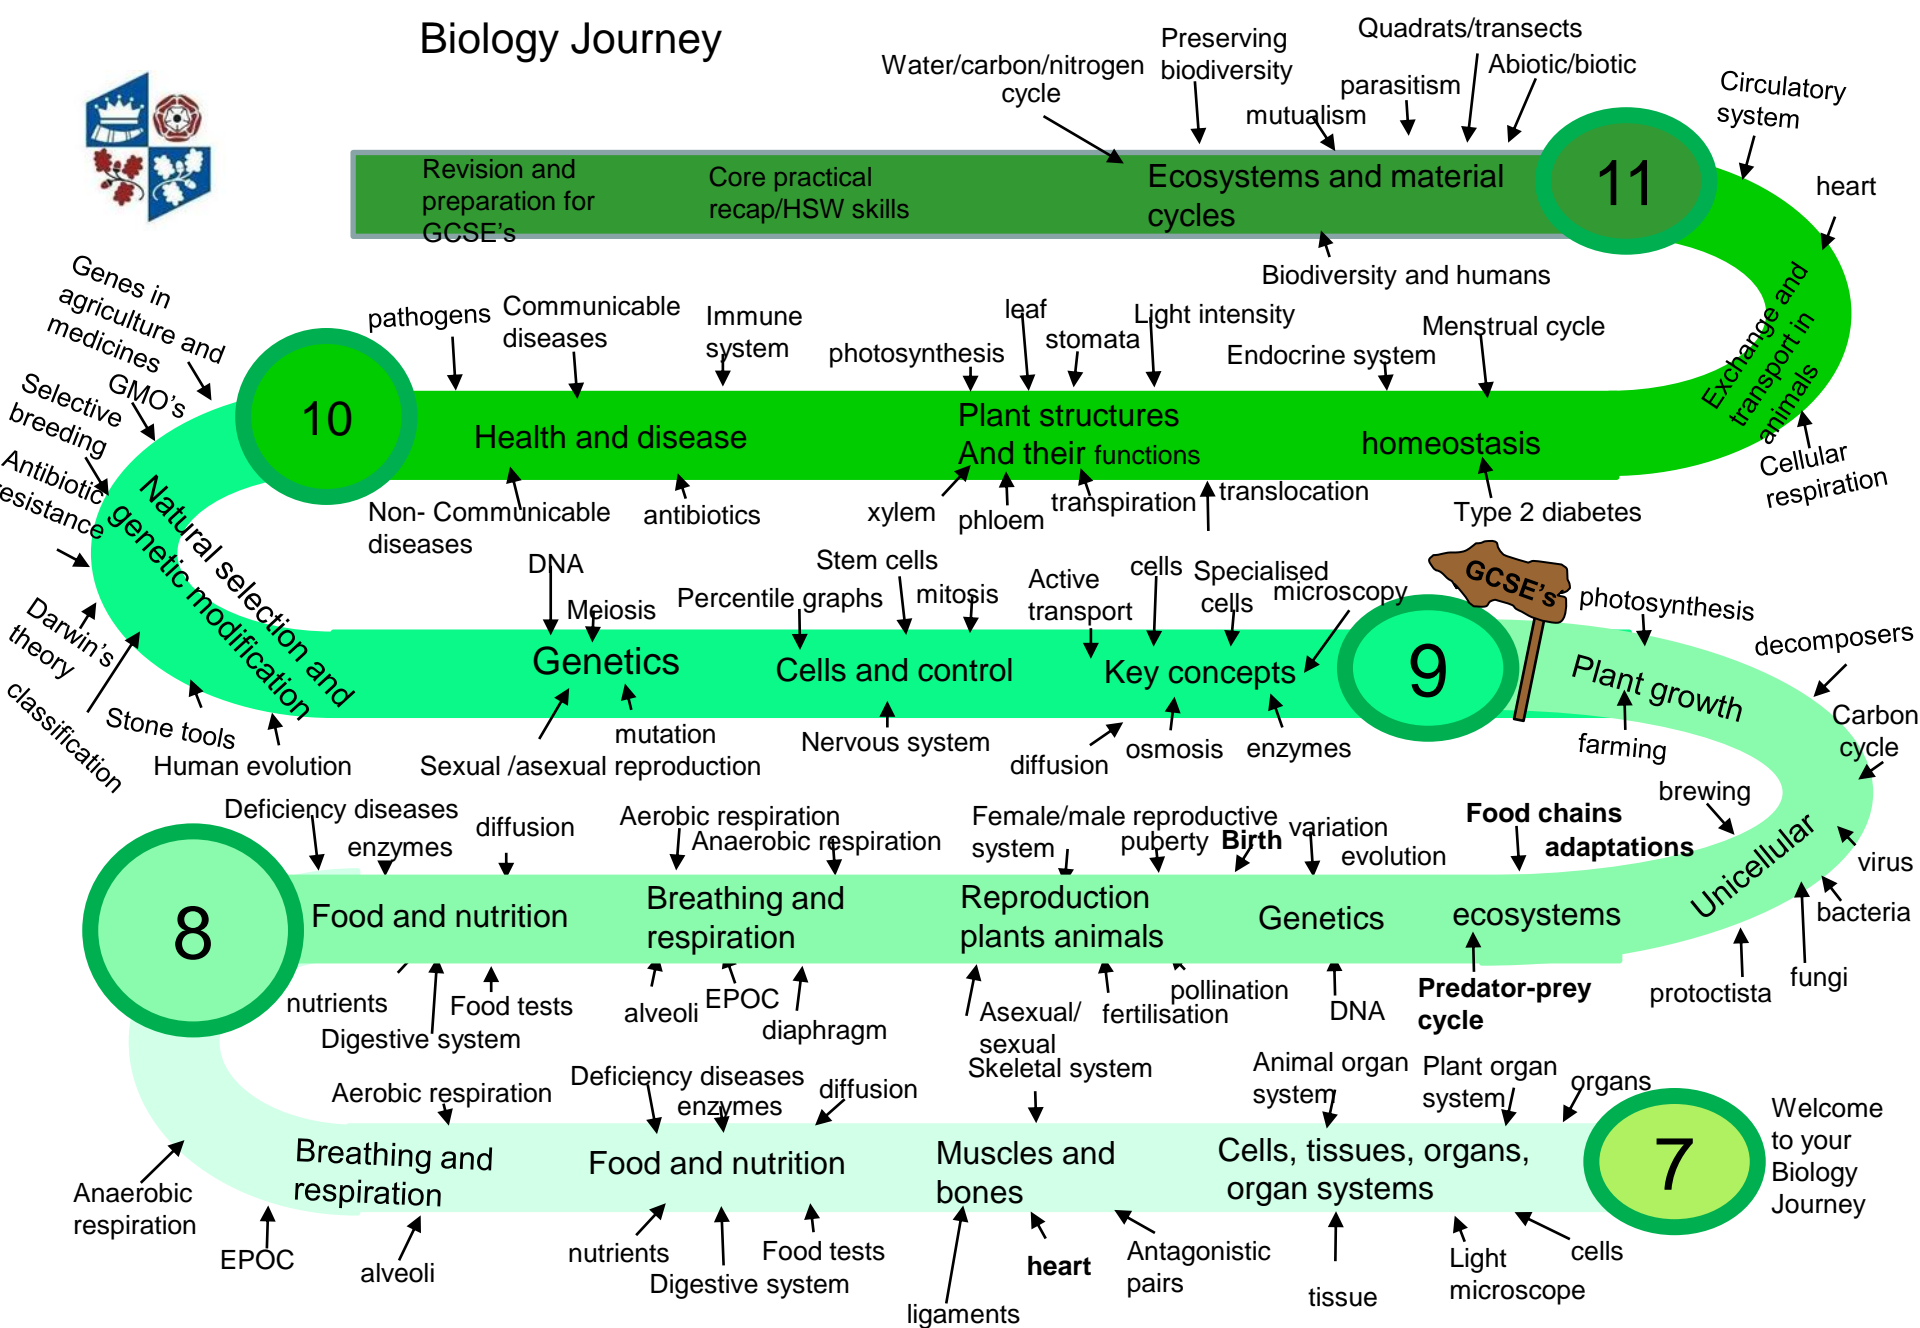 Biology Journey
Quadrats/transects
Preserving
biodiversity
Water/carbon/nitrogen
cycle
Abiotic/biotic
parasitism
mutualism
Circulatory
system
heart
Revision and
preparation for
GCSE's
Core practical
recap/HSW skills
Ecosystems and material
cycles
11
Biodiversity and humans
Exchange and
transport in
animals
Cellular
respiration
Genes in
agriculture and
medicines
GMO's
Selective
breeding
Antibiotic
resistance
pathogens
Communicable
diseases
Immune
system
photosynthesis
leaf
stomata
Light intensity
Endocrine system
Menstrual cycle
10
Health and disease
Plant structures
And their functions
homeostasis
Non- Communicable
diseases
antibiotics
xylem
phloem
transpiration
translocation
Type 2 diabetes
Natural selection and
genetic modification
Darwin's
theory
classification
Stone tools
Human evolution
DNA
Meiosis
Percentile graphs
Stem cells
mitosis
Active
transport
cells
Specialised
cells
microscopy
GCSE's
photosynthesis
decomposers
Genetics
Cells and control
Key concepts
9
Plant growth
Carbon
cycle
mutation
Sexual /asexual reproduction
Nervous system
diffusion
osmosis
enzymes
farming
brewing
Unicellular
virus
bacteria
fungi
protoctista
Deficiency diseases
enzymes
diffusion
Aerobic respiration
Anaerobic respiration
Female/male reproductive
system
puberty
Birth
variation
evolution
Food chains
adaptations
8
Food and nutrition
Breathing and
respiration
Reproduction
plants animals
Genetics
ecosystems
nutrients
Food tests
Digestive system
alveoli
EPOC
diaphragm
Asexual/
sexual
fertilisation
pollination
DNA
Predator-prey
cycle
Aerobic respiration
Deficiency diseases
enzymes
diffusion
Skeletal system
Animal organ
system
Plant organ
system
organs
Breathing and
respiration
Food and nutrition
Muscles and
bones
Cells, tissues, organs,
organ systems
7
Welcome
to your
Biology
Journey
Anaerobic
respiration
EPOC
alveoli
nutrients
Digestive system
Food tests
ligaments
heart
Antagonistic
pairs
tissue
Light
microscope
cells